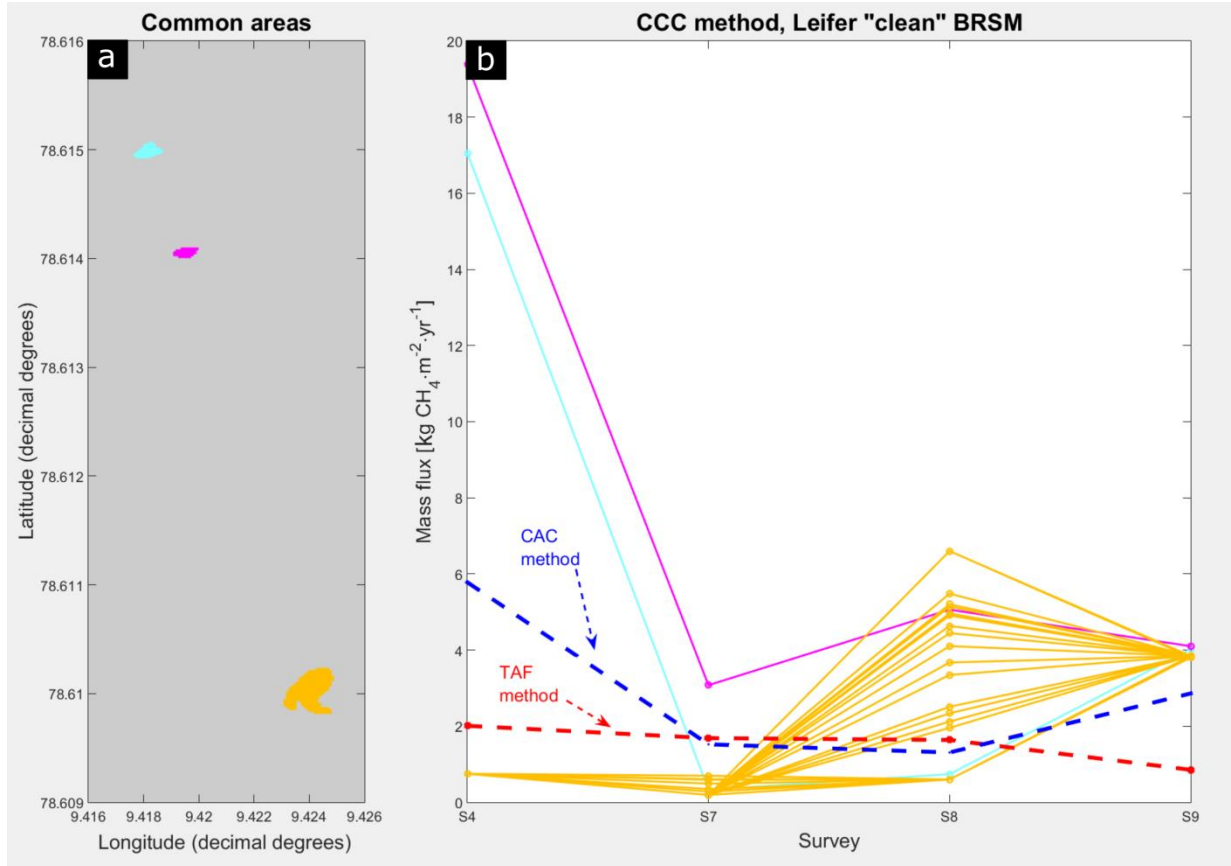 Common areas
CCC method, Leifer "clean" BRSM
a
b
78.616
78.615
78.614
78.613
78.612
78.611
78.61
78.609
Latitude (decimal degrees)
9.416
9.418
9.42
9.422
9.424
9.426
Longitude (decimal degrees)
20
18
16
14
12
10
8
6
4
2
0
Mass flux [kg CH₄·m⁻²·yr⁻¹]
CAC
method
TAF
method
S4
S7
S8
S9
Survey